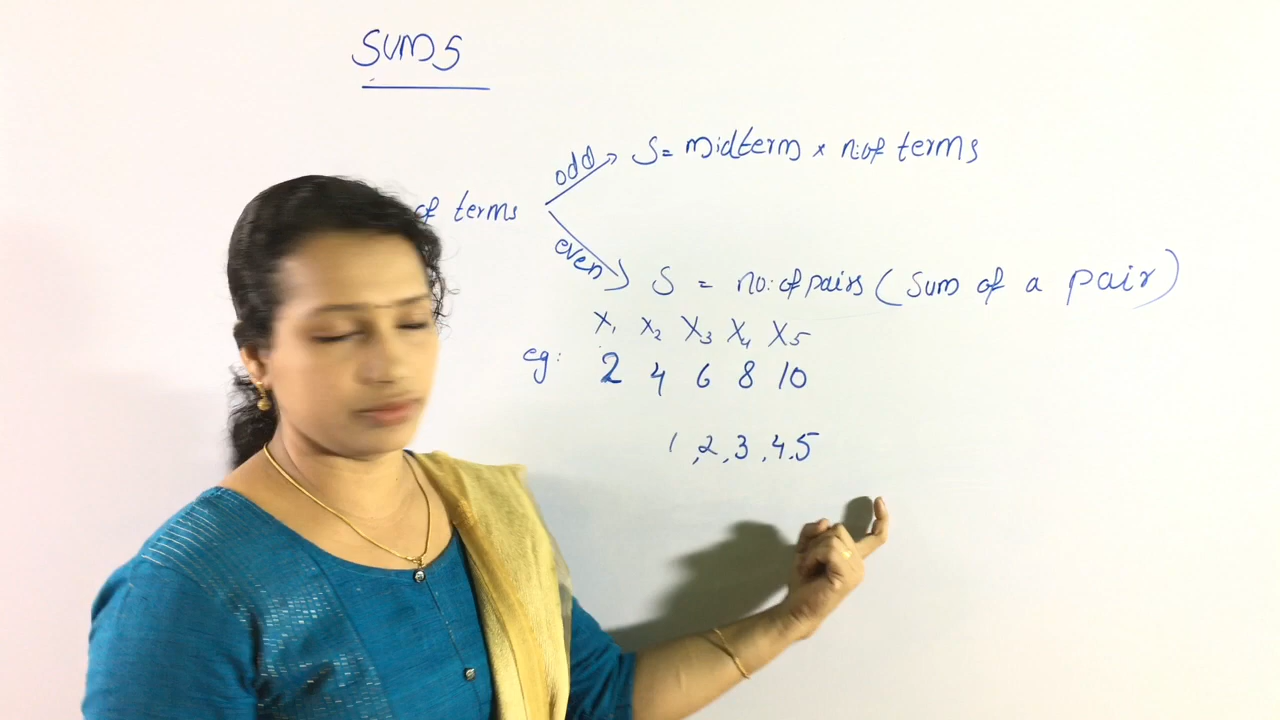 SUMS
of terms
odd S= midterm × n.of terms
even S = no. of pairs (Sum of a pair)
X₁ X₂ X₃ X₄ X₅
eg: 2 4 6 8 10
1, 2, 3, 4.5